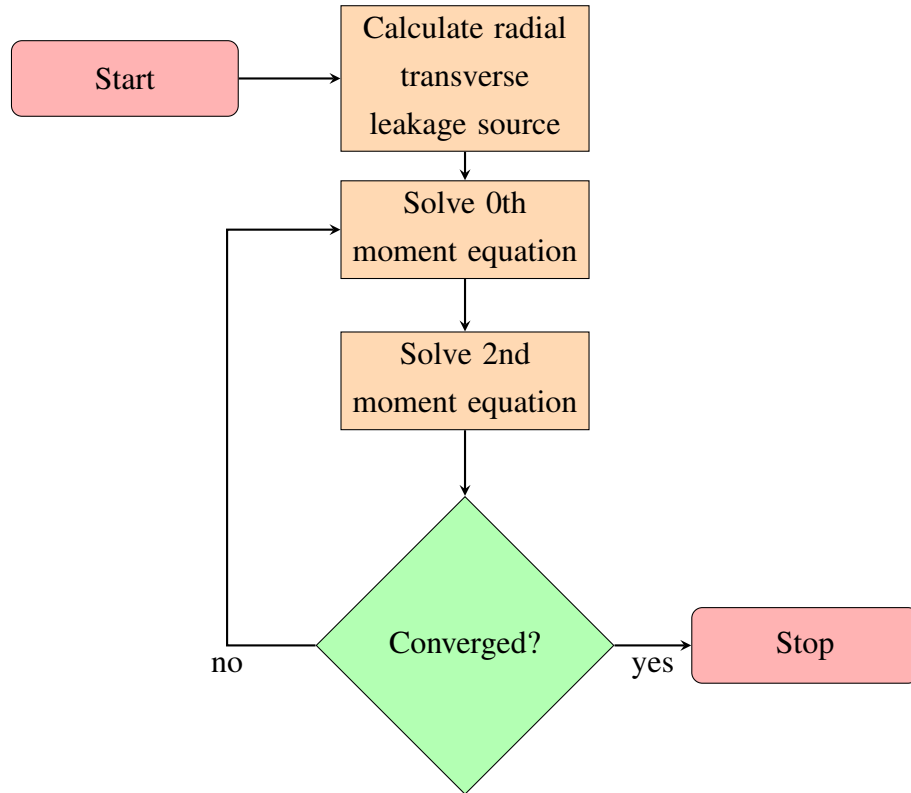 Start
Calculate radial
transverse
leakage source
Solve 0th
moment equation
Solve 2nd
moment equation
Converged?
no
yes
Stop